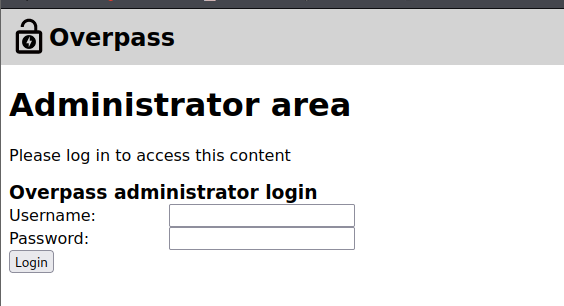 Overpass
Administrator area
Please log in to access this content
Overpass administrator login
Username:
Password:
Login